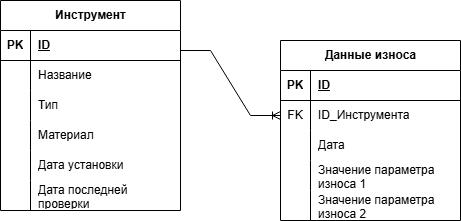 Инструмент
PK ID
Название
Тип
Материал
Дата установки
Дата последней
проверки
Данные износа
PK ID
FK ID_Инструмента
Дата
Значение параметра
износа 1
Значение параметра
износа 2